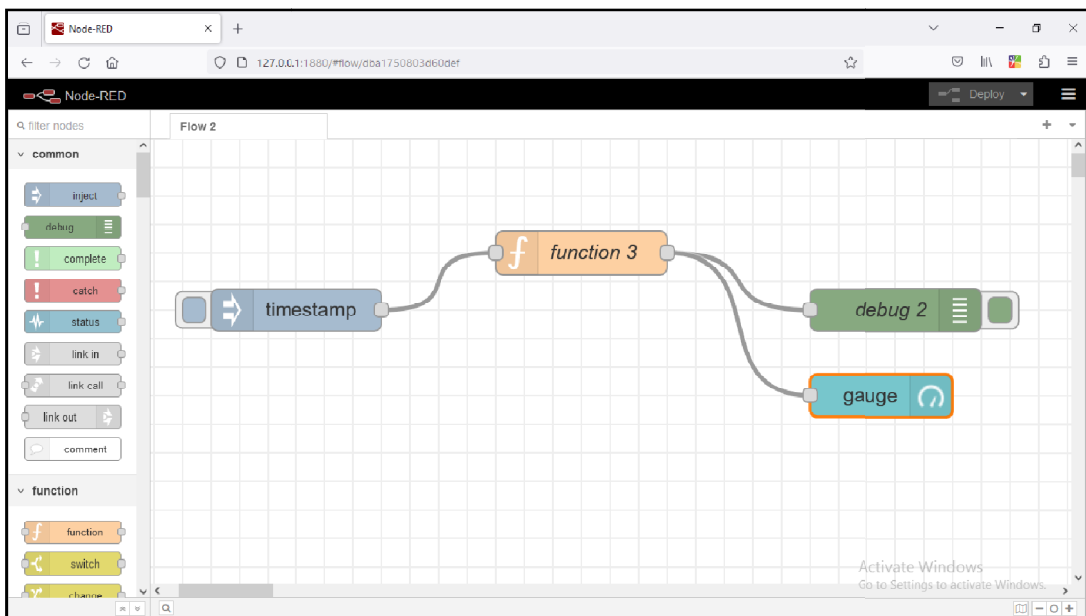 Node-RED
127.0.0.1:1880/#flow/dba1750803d60def
Node-RED
Deploy
filter nodes
Flow 2
common
inject
debug
complete
catch
status
link in
link call
link out
comment
function
function
switch
change
timestamp
function 3
debug 2
gauge
Activate Windows
Go to Settings to activate Windows.